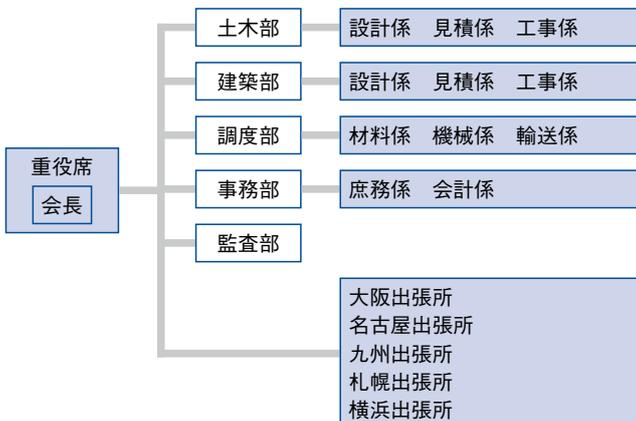 重役席
会長
土木部
設計係 見積係 工事係
建築部
設計係 見積係 工事係
調度部
材料係 機械係 輸送係
事務部
庶務係 会計係
監査部
大阪出張所
名古屋出張所
九州出張所
札幌出張所
横浜出張所